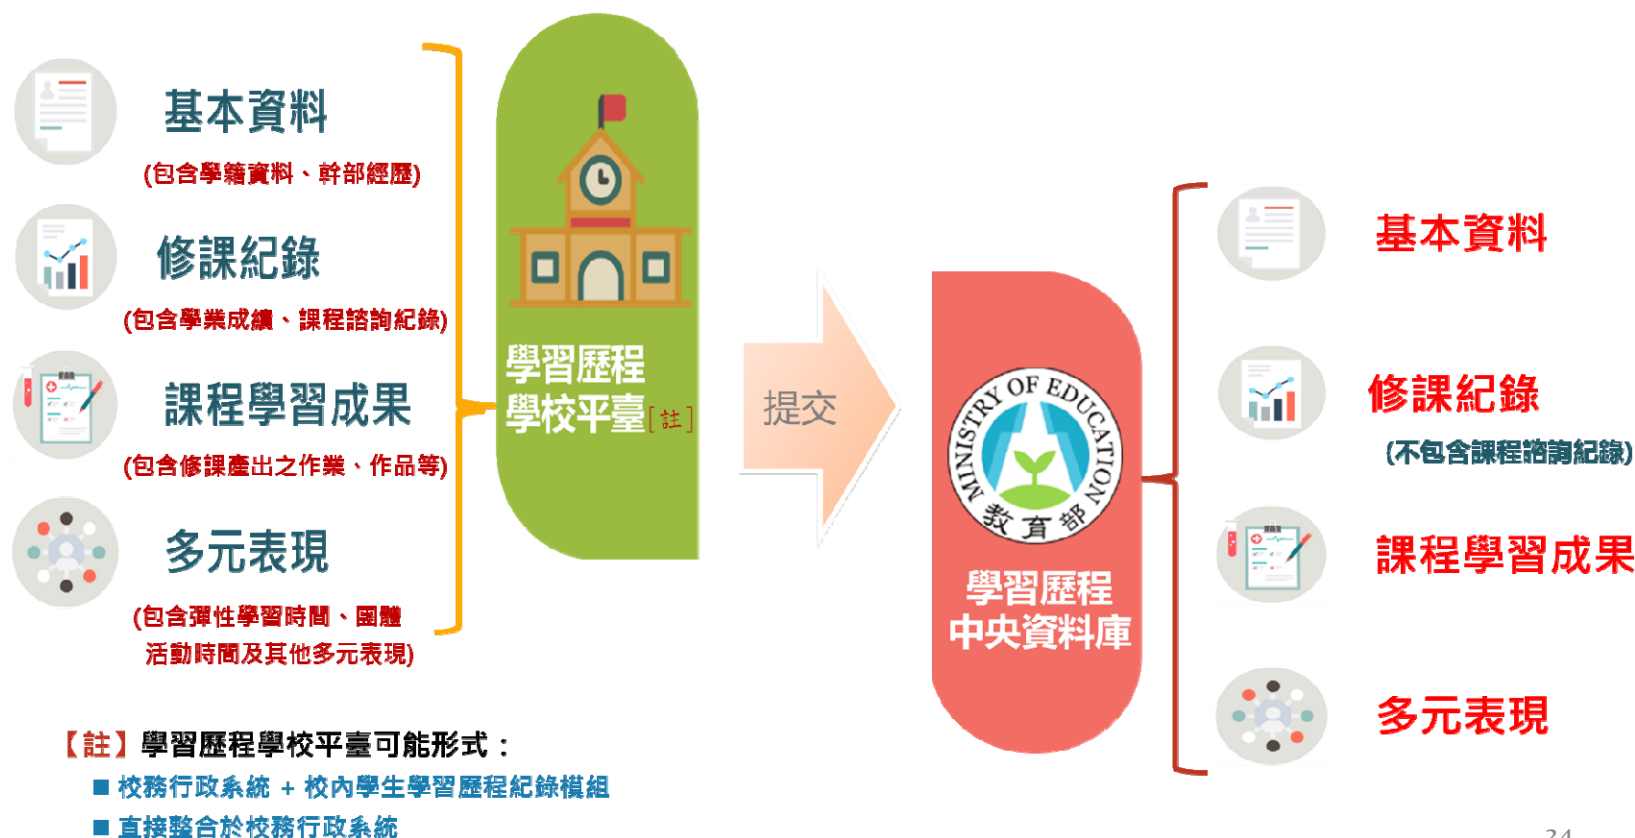 基本資料
(包含學籍資料、幹部經歷)
修課紀錄
(包含學業成績、課程諮詢紀錄)
課程學習成果
(包含修課產出之作業、作品等)
多元表現
(包含彈性學習時間、團體
活動時間及其他多元表現)
學習歷程
學校平臺[註]
提交
MINISTRY OF EDUCATION
教育部
學習歷程
中央資料庫
基本資料
修課紀錄
(不包含課程諮詢紀錄)
課程學習成果
多元表現
【註】學習歷程學校平臺可能形式：
■ 校務行政系統 + 校內學生學習歷程紀錄模組
■ 直接整合於校務行政系統
24